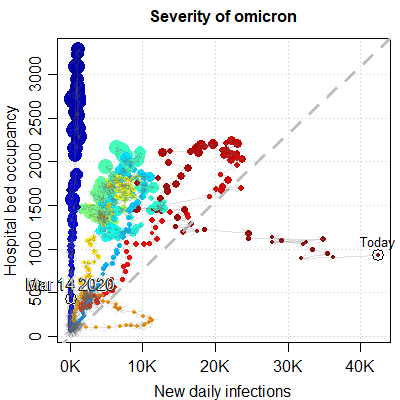 Severity of omicron
Hospital bed occupancy
0 500 1000 1500 2000 2500 3000
Today
Mar 14 2020
0K 10K 20K 30K 40K
New daily infections